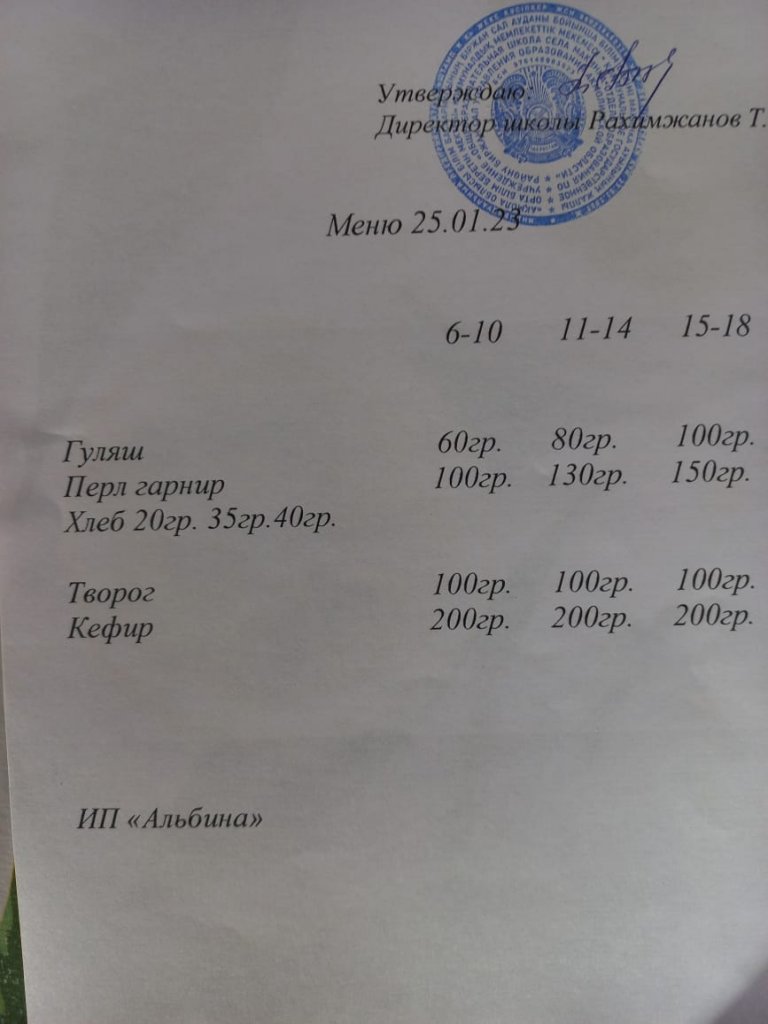 Утверждаю:
Директор школы Рахимжанов Т.
Меню 25.01.23
6-10 11-14 15-18
Гуляш 60гр. 80гр. 100гр.
Перл гарнир 100гр. 130гр. 150гр.
Хлеб 20гр. 35гр.40гр.
Творог 100гр. 100гр. 100гр.
Кефир 200гр. 200гр. 200гр.
ИП «Альбина»